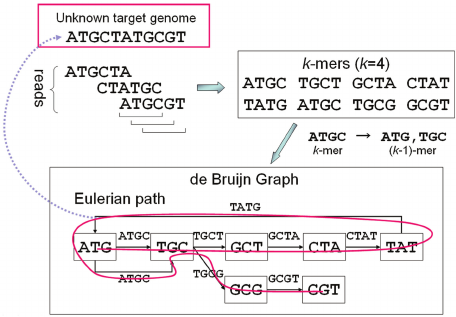 Unknown target genome
ATGCTATGCGT
reads
ATGCTA
CTATGC
ATGCGT
k-mers (k=4)
ATGC TGCT GCTA CTAT
TATG ATGC TGCG GCGT
ATGC → ATG,TGC
k-mer (k-1)-mer
de Bruijn Graph
Eulerian path
TATG
ATGC TGCT GCTA CTAT
ATG TGC GCT CTA TAT
ATGC TGCG GCGT
GCG CGT